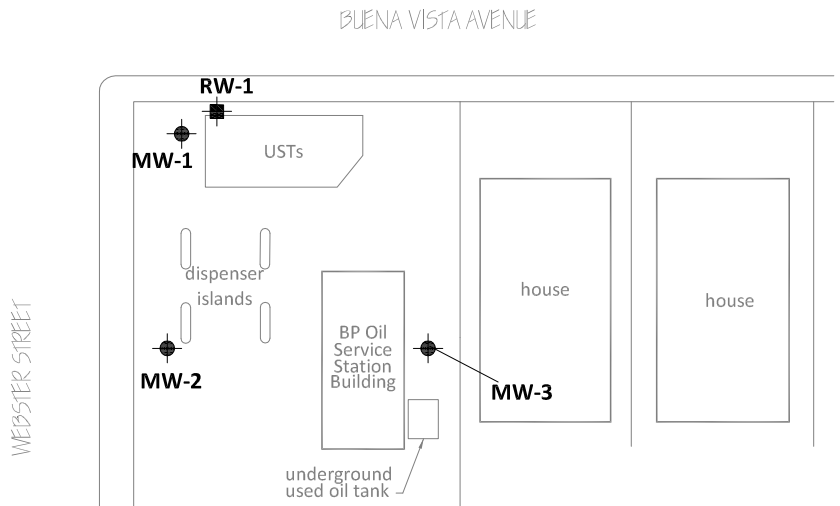 BUENA VISTA AVENUE
RW-1
MW-1
USTs
dispenser
islands
house
house
BP Oil
Service
Station
Building
MW-2
MW-3
WEBSTER STREET
underground
used oil tank